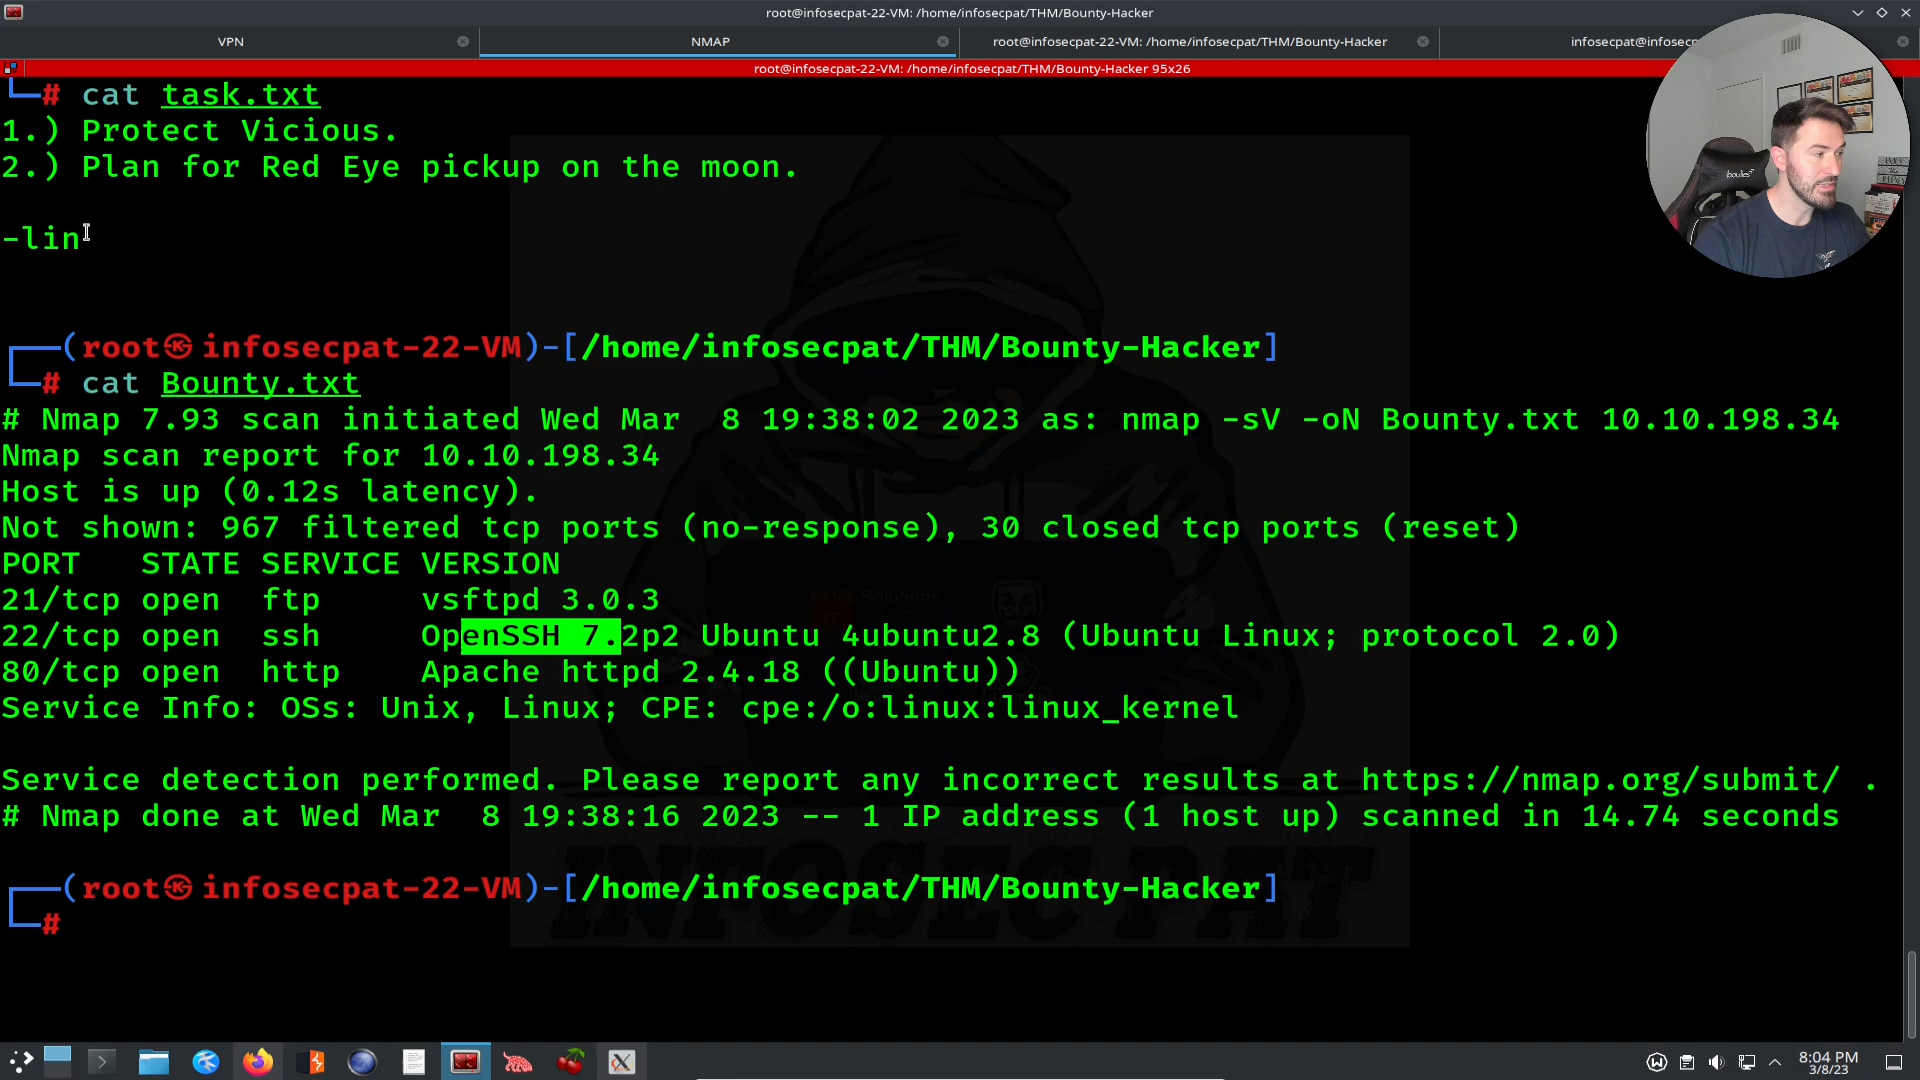 root@infosecpat-22-VM: /home/infosecpat/THM/Bounty-Hacker
VPN
NMAP
root@infosecpat-22-VM: /home/infosecpat/THM/Bounty-Hacker
infosecpat@infosecp
root@infosecpat-22-VM: /home/infosecpat/THM/Bounty-Hacker 95x26
└─# cat task.txt
1.) Protect Vicious.
2.) Plan for Red Eye pickup on the moon.
-lin
┌──(root㉿infosecpat-22-VM)-[/home/infosecpat/THM/Bounty-Hacker]
└─# cat Bounty.txt
# Nmap 7.93 scan initiated Wed Mar  8 19:38:02 2023 as: nmap -sV -oN Bounty.txt 10.10.198.34
Nmap scan report for 10.10.198.34
Host is up (0.12s latency).
Not shown: 967 filtered tcp ports (no-response), 30 closed tcp ports (reset)
PORT   STATE SERVICE VERSION
21/tcp open  ftp     vsftpd 3.0.3
22/tcp open  ssh     OpenSSH 7.2p2 Ubuntu 4ubuntu2.8 (Ubuntu Linux; protocol 2.0)
80/tcp open  http    Apache httpd 2.4.18 ((Ubuntu))
Service Info: OSs: Unix, Linux; CPE: cpe:/o:linux:linux_kernel
Service detection performed. Please report any incorrect results at https://nmap.org/submit/ .
# Nmap done at Wed Mar  8 19:38:16 2023 -- 1 IP address (1 host up) scanned in 14.74 seconds
┌──(root㉿infosecpat-22-VM)-[/home/infosecpat/THM/Bounty-Hacker]
└─#
INFOSEC PAT
8:04 PM
3/8/23